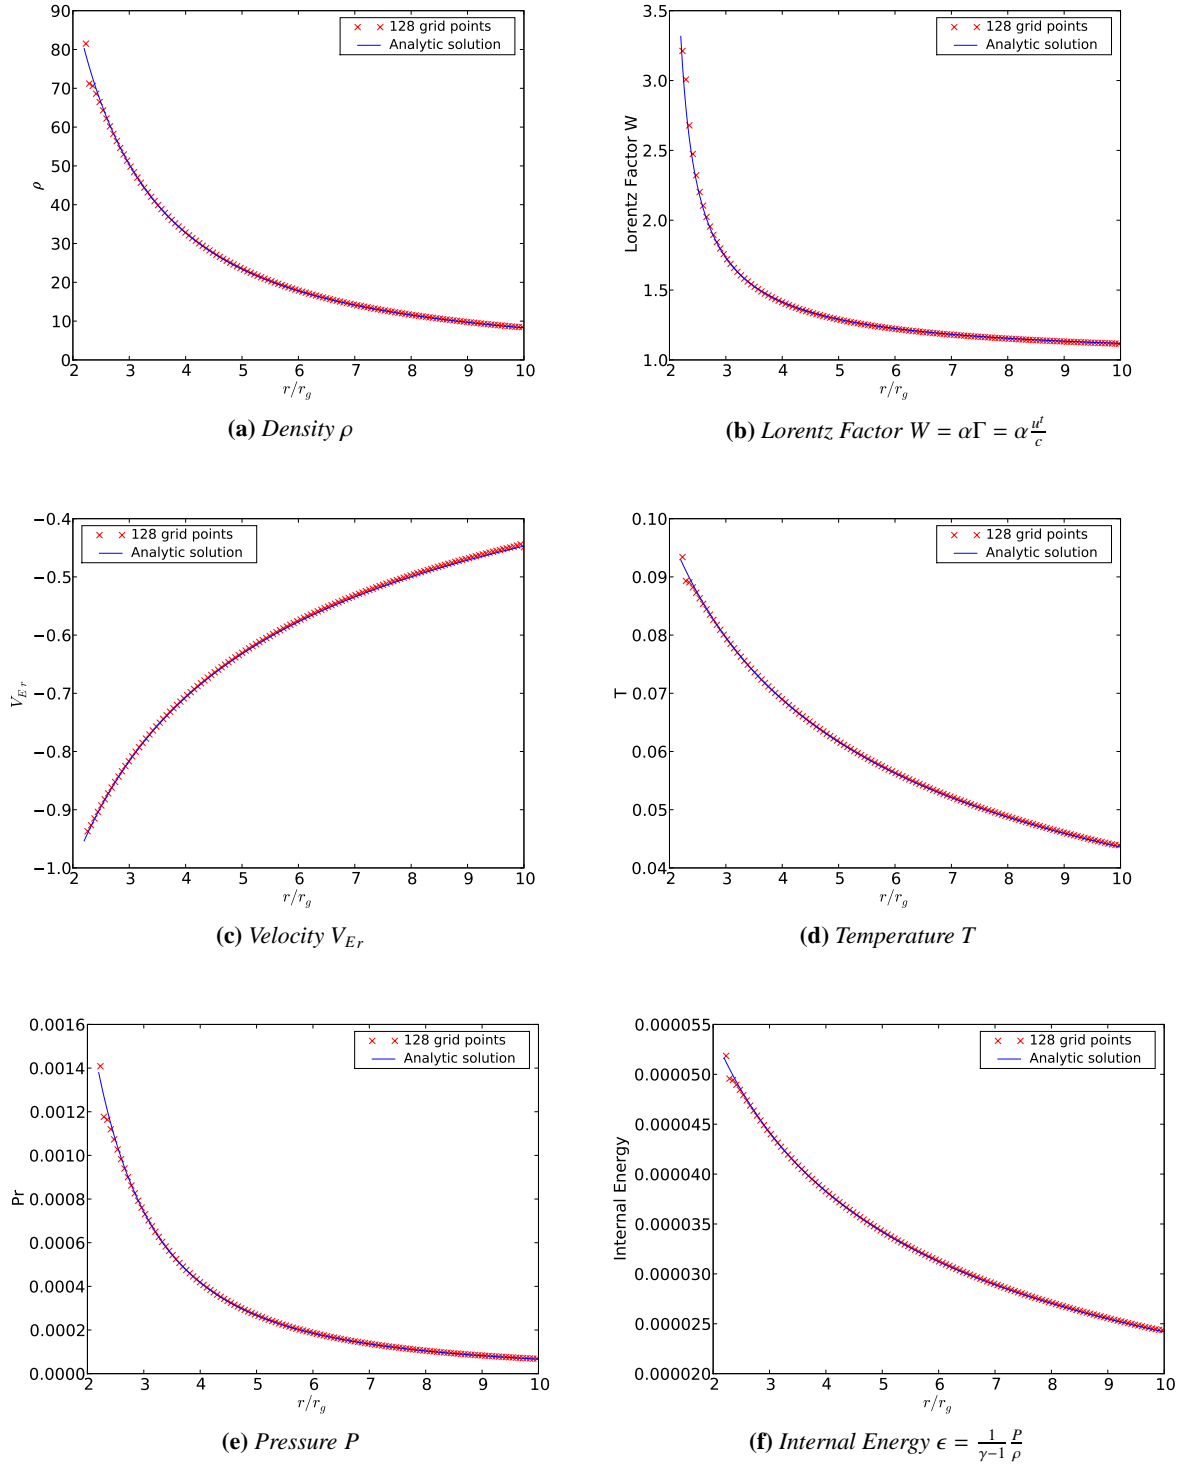 90
80
70
60
50
40
30
20
10
0
ρ
128 grid points
Analytic solution
2 3 4 5 6 7 8 9 10
r/r_g
(a) Density ρ
3.5
3.0
2.5
2.0
1.5
1.0
Lorentz Factor W
128 grid points
Analytic solution
2 3 4 5 6 7 8 9 10
r/r_g
(b) Lorentz Factor W = αΓ = α u^t/c
−0.4
−0.5
−0.6
−0.7
−0.8
−0.9
−1.0
V_{E r}
128 grid points
Analytic solution
2 3 4 5 6 7 8 9 10
r/r_g
(c) Velocity V_{E r}
0.10
0.09
0.08
0.07
0.06
0.05
0.04
T
128 grid points
Analytic solution
2 3 4 5 6 7 8 9 10
r/r_g
(d) Temperature T
0.0016
0.0014
0.0012
0.0010
0.0008
0.0006
0.0004
0.0002
0.0000
Pr
128 grid points
Analytic solution
2 3 4 5 6 7 8 9 10
r/r_g
(e) Pressure P
0.000055
0.000050
0.000045
0.000040
0.000035
0.000030
0.000025
0.000020
Internal Energy
128 grid points
Analytic solution
2 3 4 5 6 7 8 9 10
r/r_g
(f) Internal Energy ϵ = 1/(γ−1) P/ρ